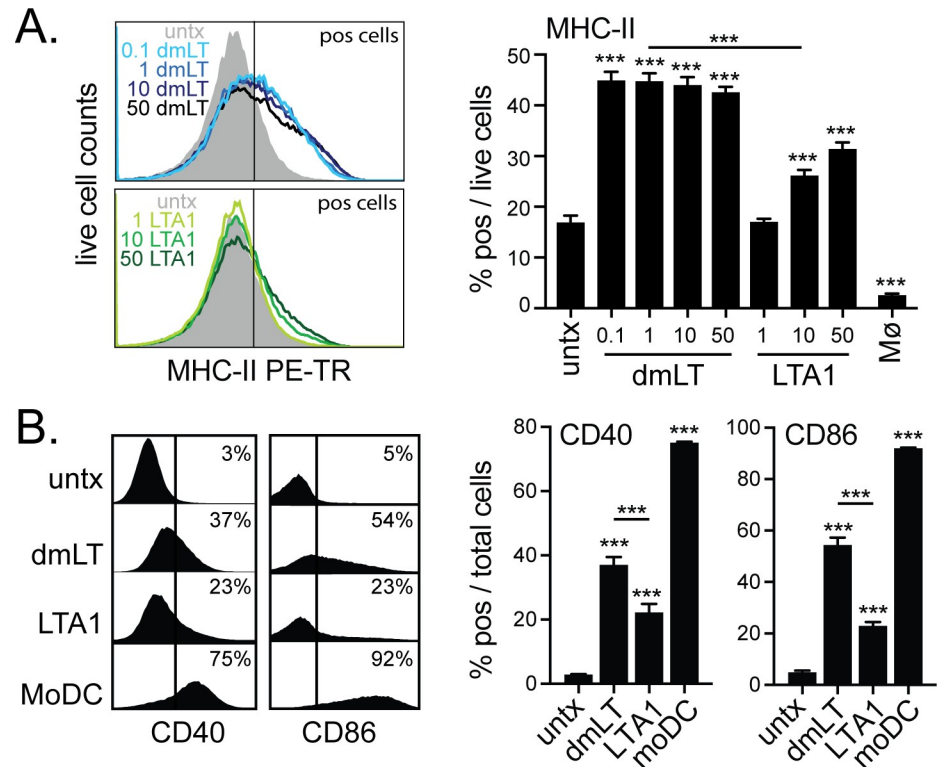 A.
untx
0.1 dmLT
1 dmLT
10 dmLT
50 dmLT
pos cells
untx
1 LTA1
10 LTA1
50 LTA1
pos cells
live cell counts
MHC-II PE-TR
MHC-II
% pos / live cells
50
40
30
20
10
0
***
*** *** *** ***
*** ***
***
untx
0.1 1 10 50
dmLT
1 10 50
LTA1
Mø
B.
untx
3%
5%
dmLT
37%
54%
LTA1
23%
23%
MoDC
75%
92%
CD40
CD86
% pos / total cells
CD40
80
60
40
20
0
***
***
***
***
untx
dmLT
LTA1
moDC
CD86
100
80
60
40
20
0
***
***
***
***
untx
dmLT
LTA1
moDC